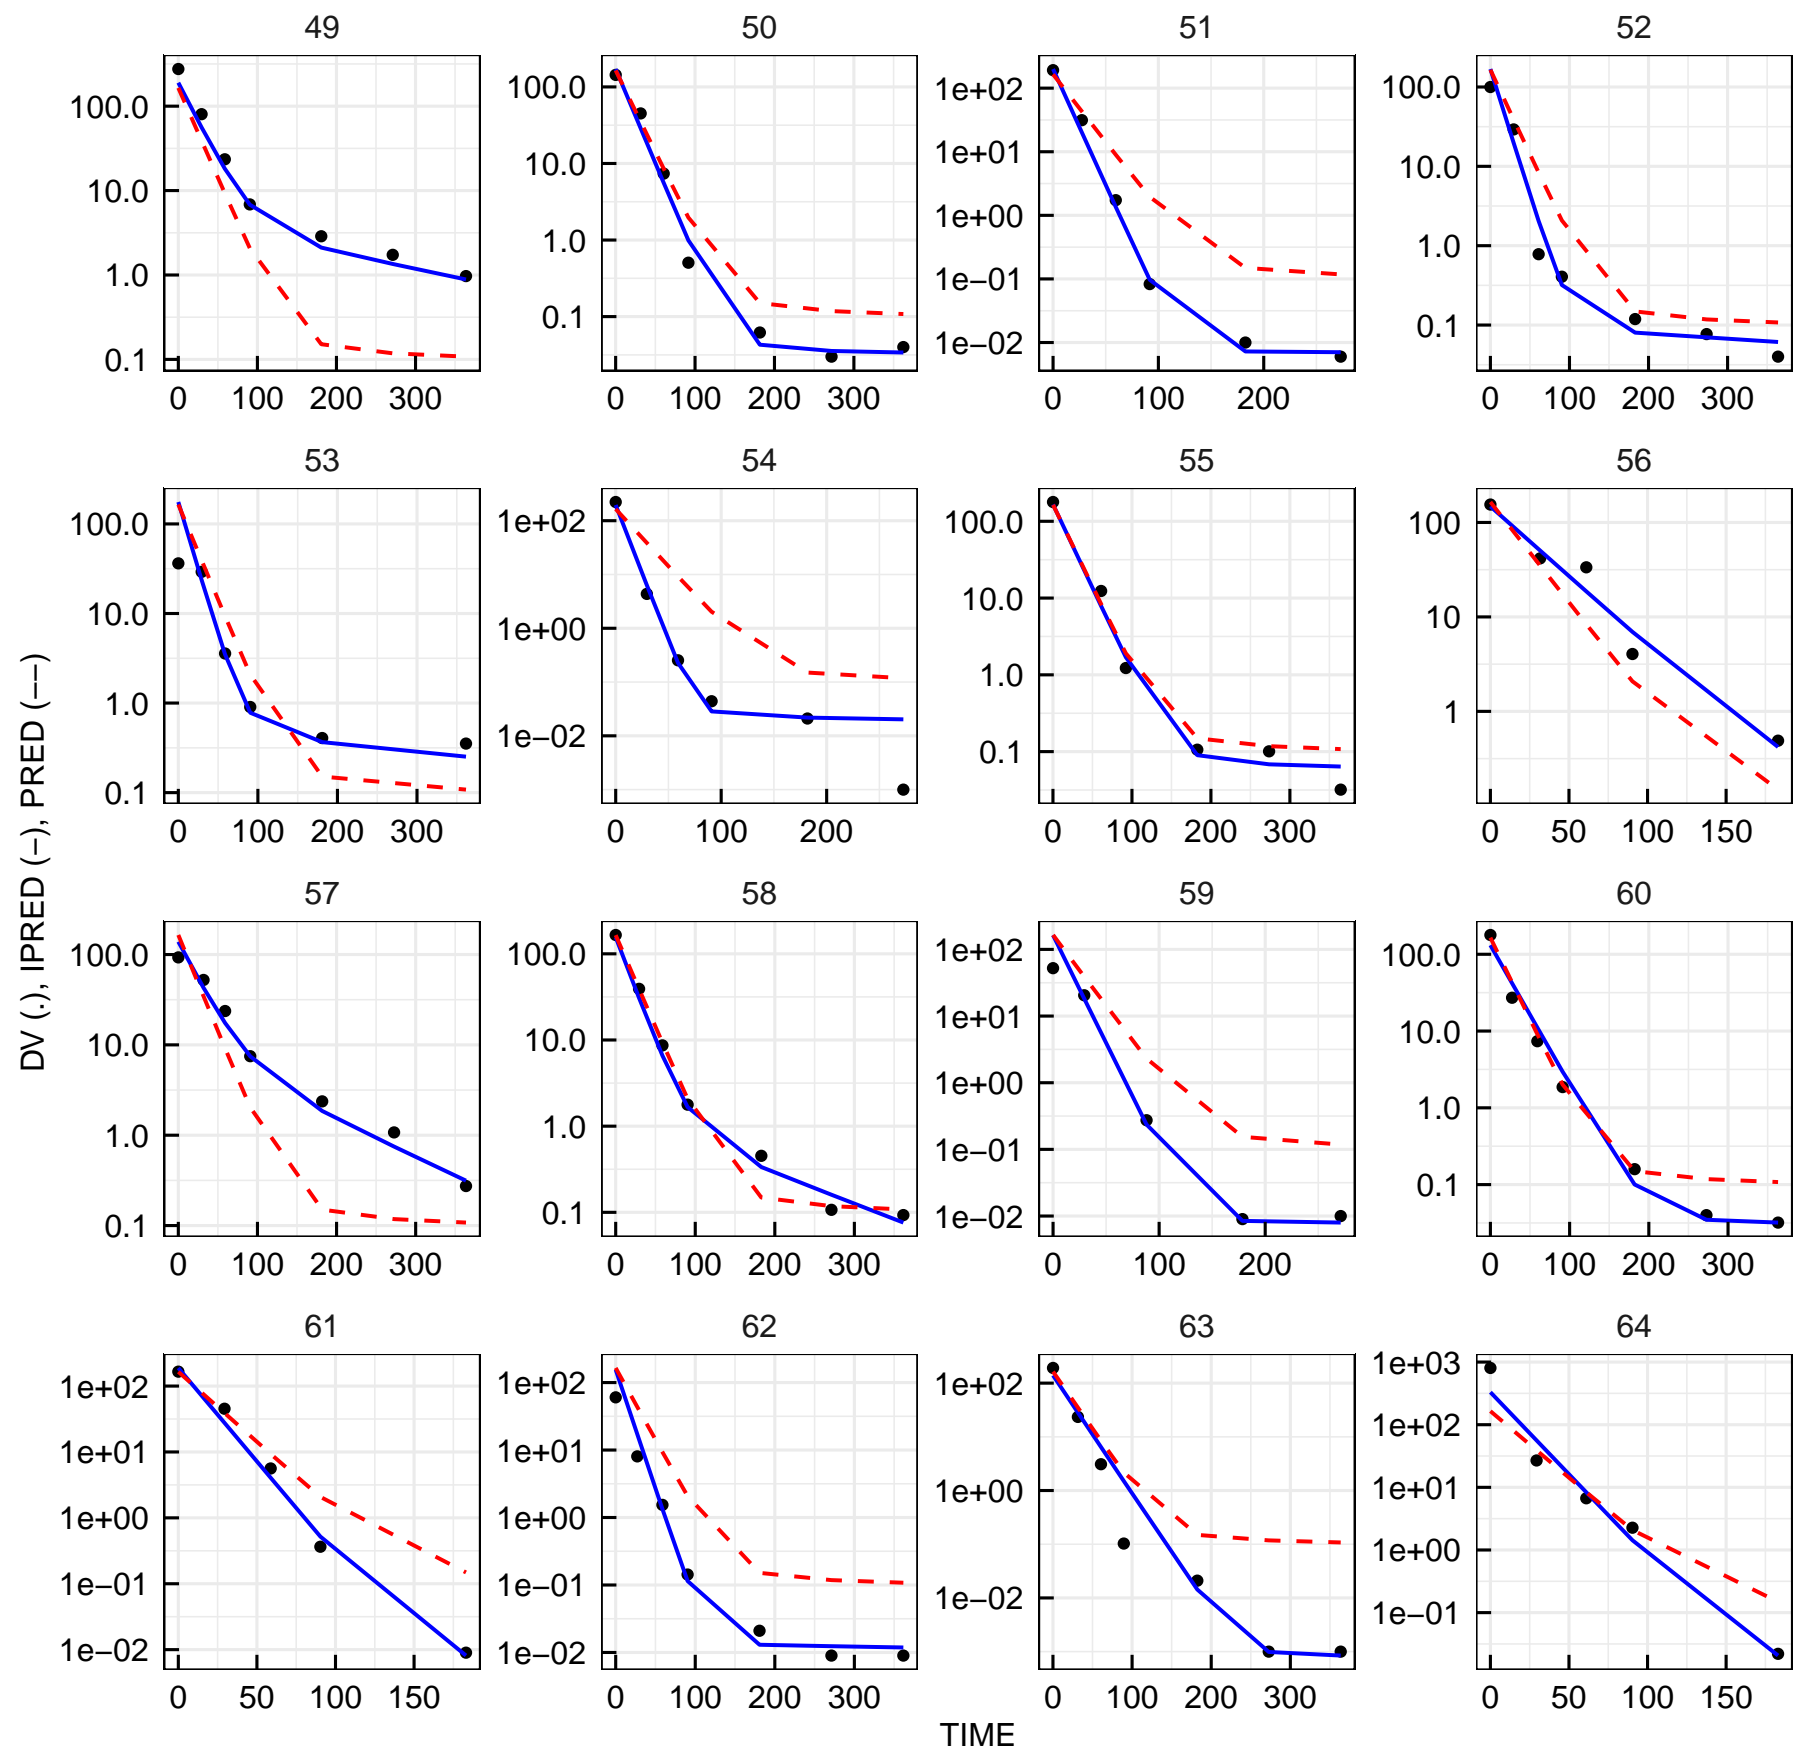 49 50 51 52
100.0 10.0 1.0 0.1
100.0 10.0 1.0 0.1
1e+02 1e+01 1e+00 1e−01 1e−02
100.0 10.0 1.0 0.1
0 100 200 300
0 100 200 300
0 100 200
0 100 200 300
53 54 55 56
100.0 10.0 1.0 0.1
1e+02 1e+00 1e−02
100.0 10.0 1.0 0.1
100 10 1
0 100 200 300
0 100 200
0 100 200 300
0 50 100 150
DV (.), IPRED (−), PRED (−−)
57 58 59 60
100.0 10.0 1.0 0.1
100.0 10.0 1.0 0.1
1e+02 1e+01 1e+00 1e−01 1e−02
100.0 10.0 1.0 0.1
0 100 200 300
0 100 200 300
0 100 200
0 100 200 300
61 62 63 64
1e+02 1e+01 1e+00 1e−01 1e−02
1e+02 1e+01 1e+00 1e−01 1e−02
1e+02 1e+00 1e−02
1e+03 1e+02 1e+01 1e+00 1e−01
0 50 100 150
0 100 200 300
0 100 200 300
0 50 100 150
TIME